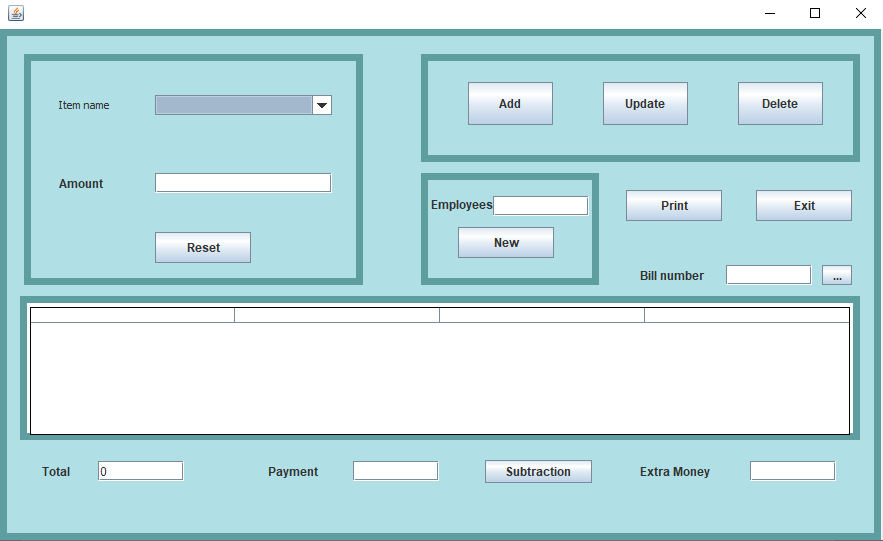 Item name
Amount
Reset
Add Update Delete
Employees
New
Print Exit
Bill number ...
Total 0 Payment Subtraction Extra Money